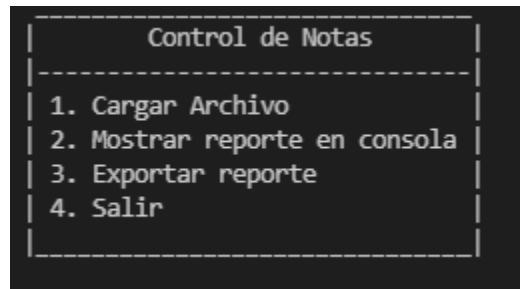 Control de Notas
1. Cargar Archivo
2. Mostrar reporte en consola
3. Exportar reporte
4. Salir